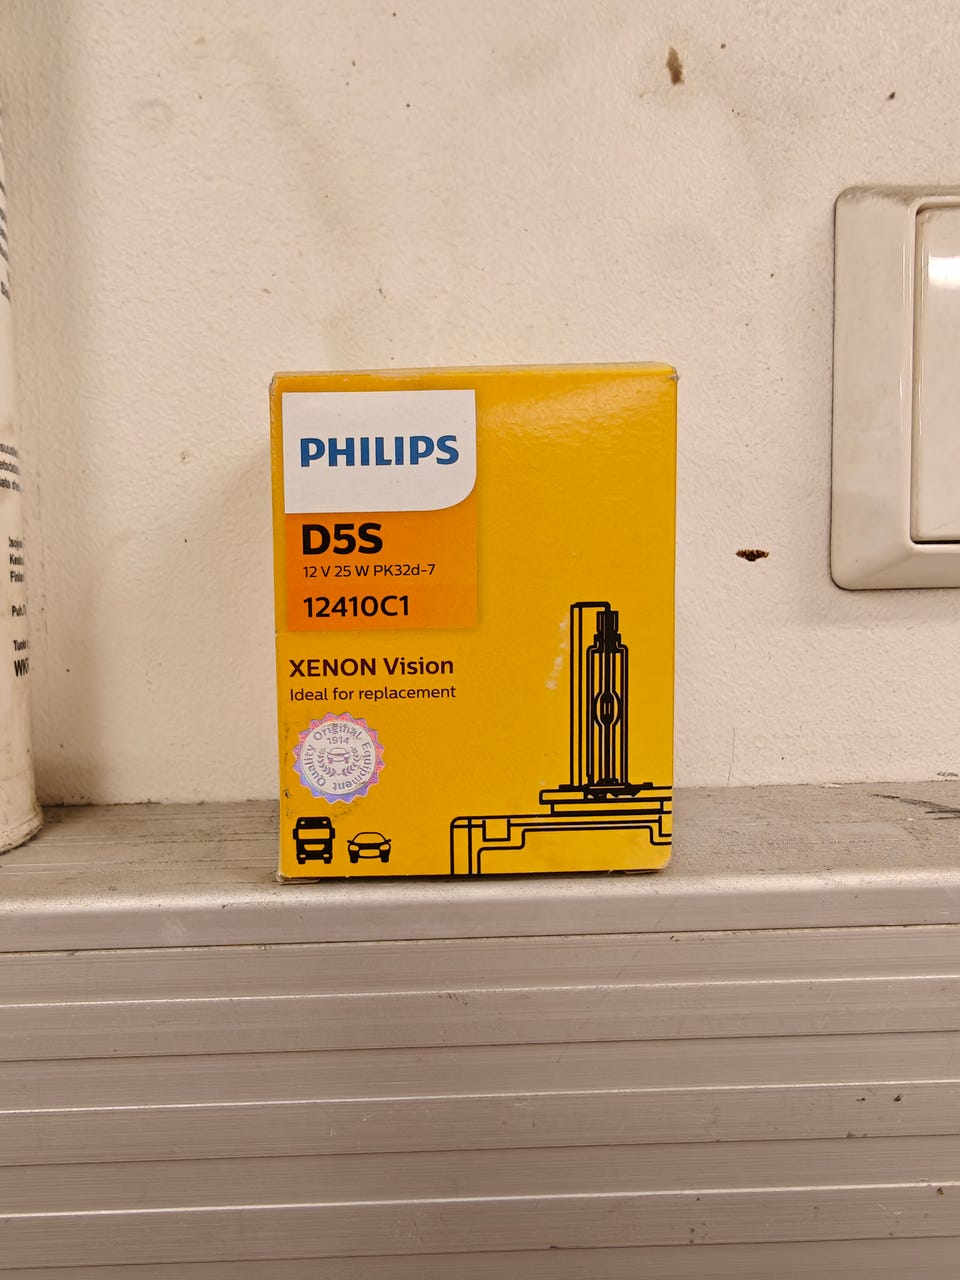 PHILIPS
D5S
12 V 25 W PK32d-7
12410C1
XENON Vision
Ideal for replacement
Quality Original Equipment
1914